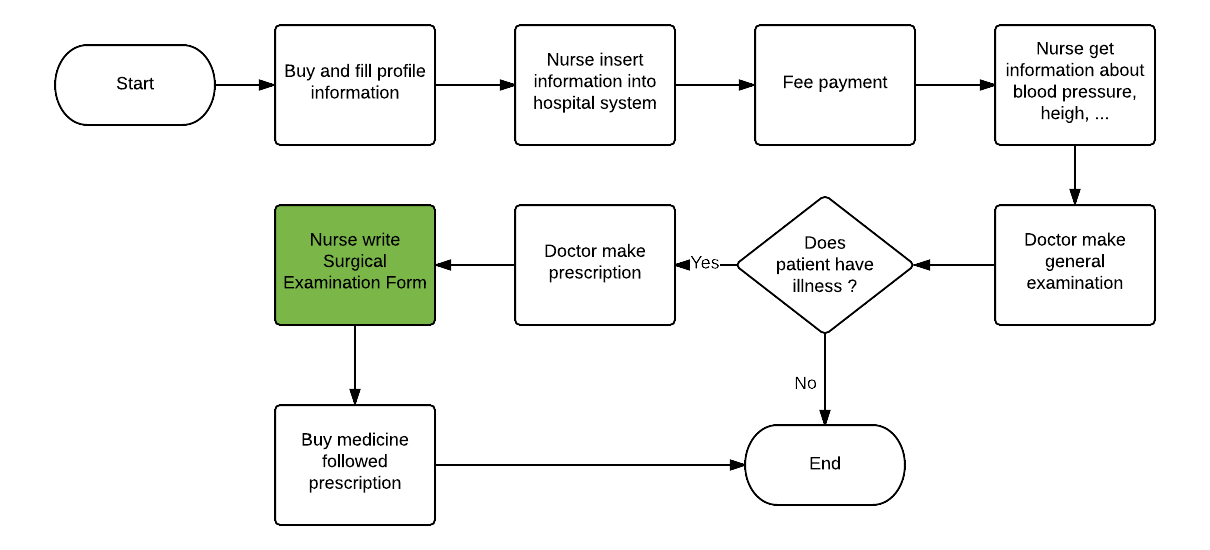 Start
Buy and fill profile
information
Nurse insert
information into
hospital system
Fee payment
Nurse get
information about
blood pressure,
heigh, ...
Doctor make
general
examination
Does
patient have
illness ?
Yes
Doctor make
prescription
Nurse write
Surgical
Examination Form
No
Buy medicine
followed
prescription
End